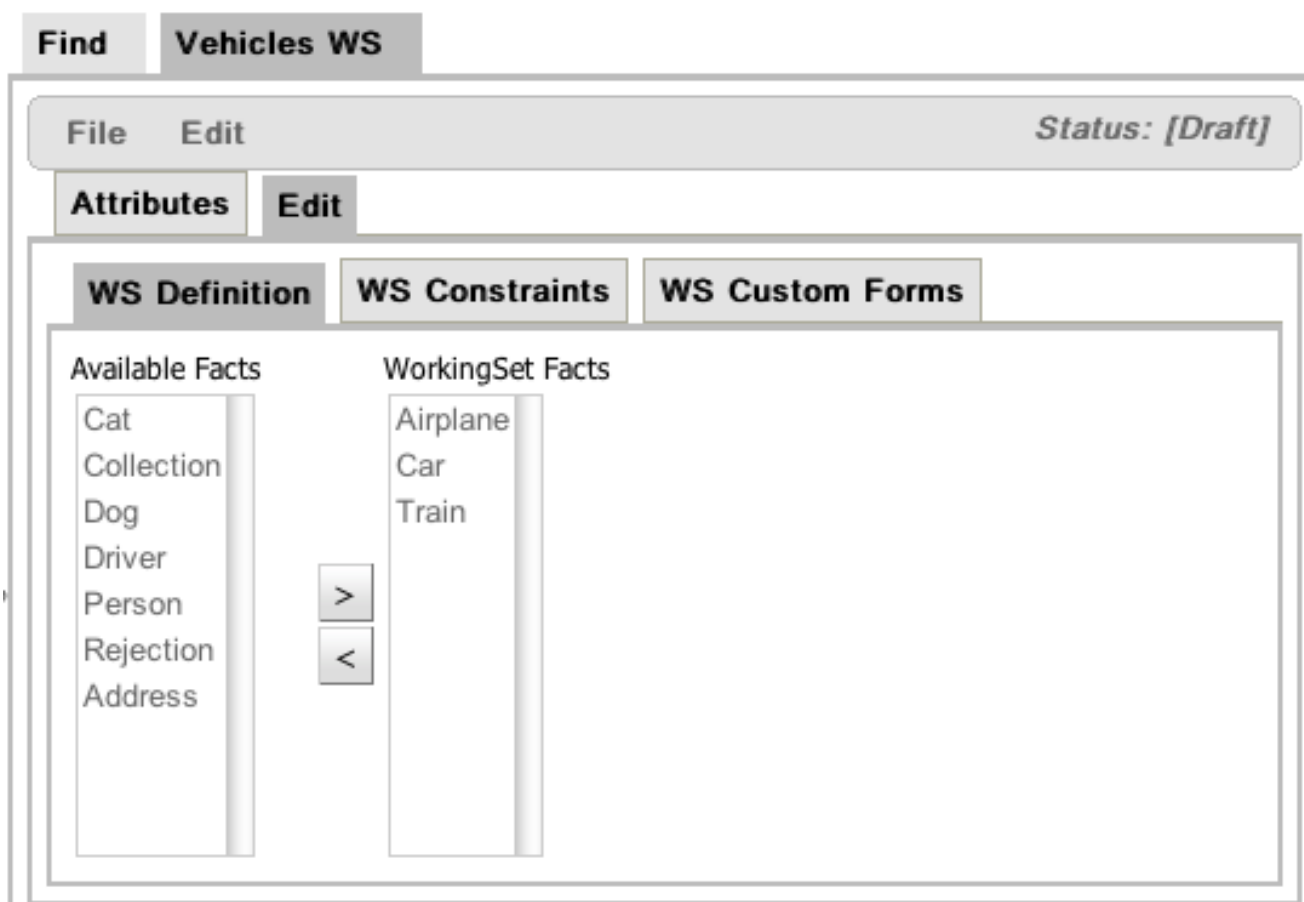 Find Vehicles WS
File Edit Status: [Draft]
Attributes Edit
WS Definition WS Constraints WS Custom Forms
Available Facts WorkingSet Facts
Cat Airplane
Collection Car
Dog Train
Driver
Person
>
Rejection
<
Address